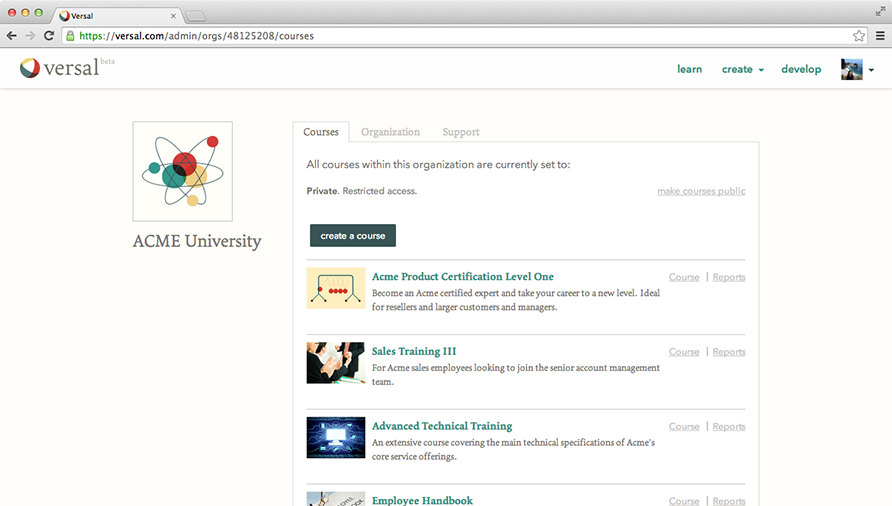 Versal
https://versal.com/admin/orgs/48125208/courses
versal beta
learn create develop
Courses Organization Support
All courses within this organization are currently set to:
Private. Restricted access. make courses public
create a course
ACME University
Acme Product Certification Level One Course | Reports
Become an Acme certified expert and take your career to a new level. Ideal
for resellers and larger customers and managers.
Sales Training III Course | Reports
For Acme sales employees looking to join the senior account management
team.
Advanced Technical Training Course | Reports
An extensive course covering the main technical specifications of Acme's
core service offerings.
Employee Handbook Course | Reports